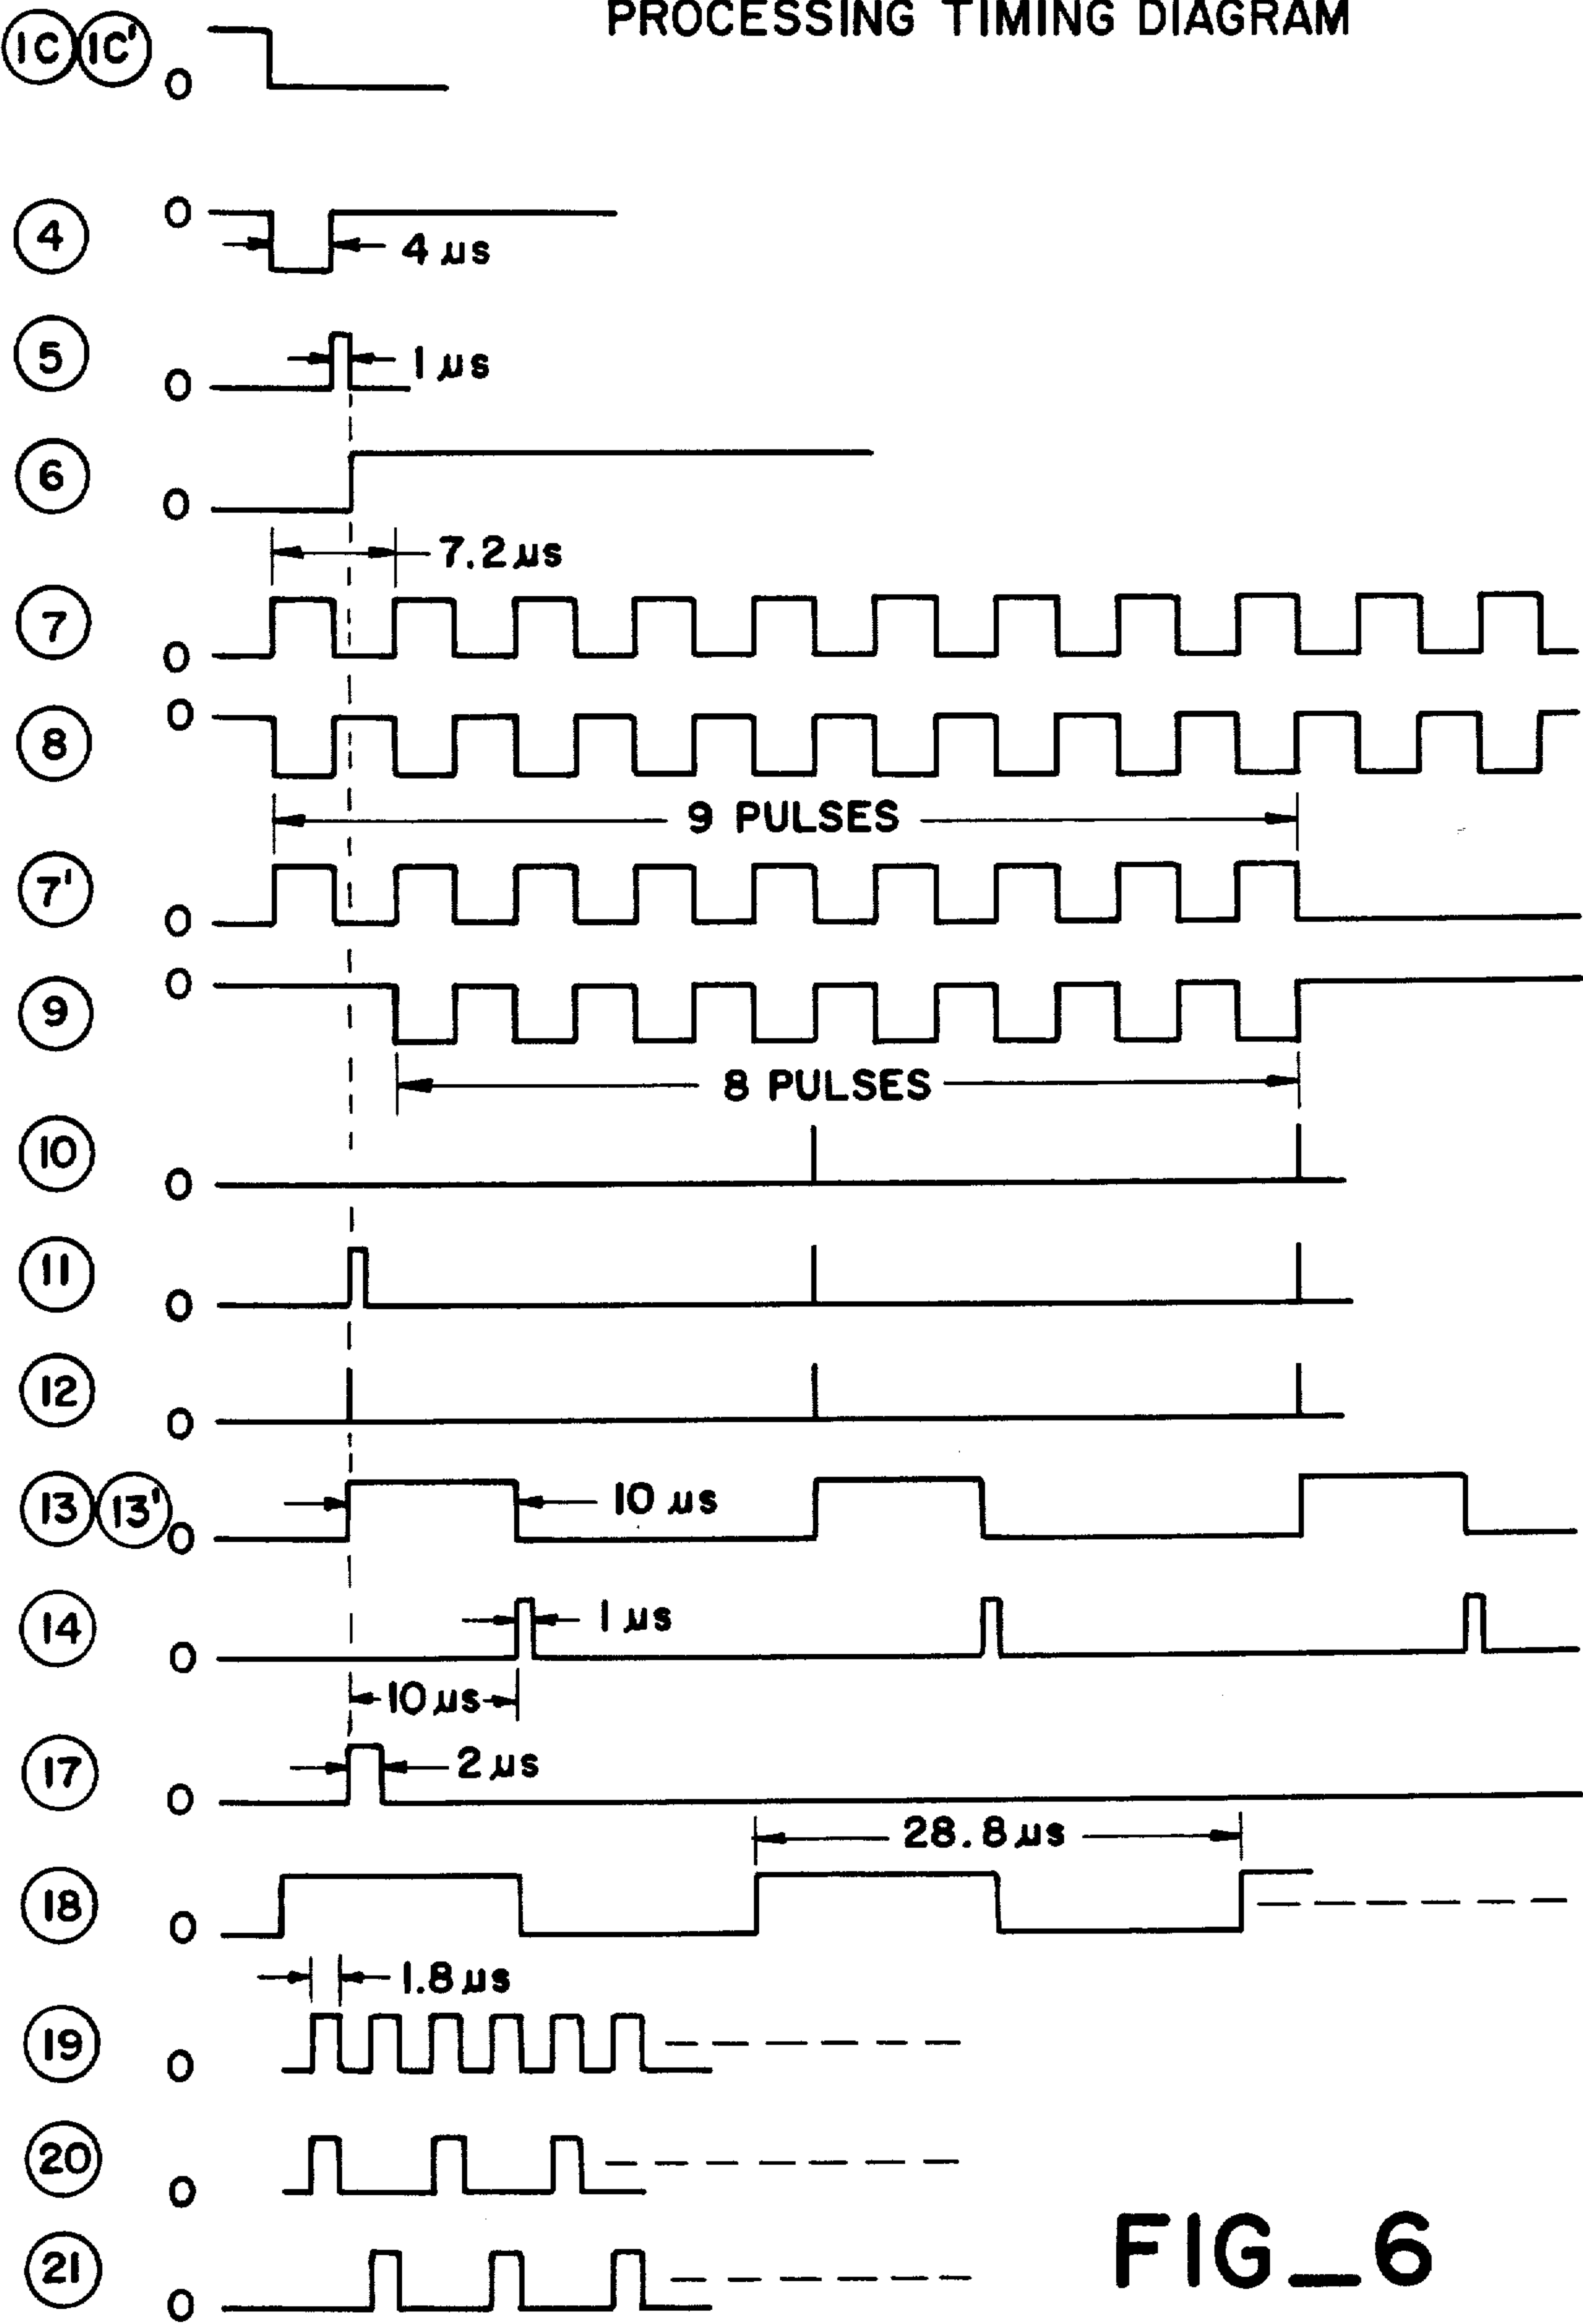 PROCESSING TIMING DIAGRAM
1C 1C' 0
4 0 4 µs
5 0 1 µs
6 0
7.2 µs
7 0
8 0
9 PULSES
7' 0
9 0
8 PULSES
10 0
11 0
12 0
13 13' 0 10 µs
14 0 1 µs
10 µs
17 0 2 µs
28.8 µs
18 0
1.8 µs
19 0
20 0
21 0
FIG_6